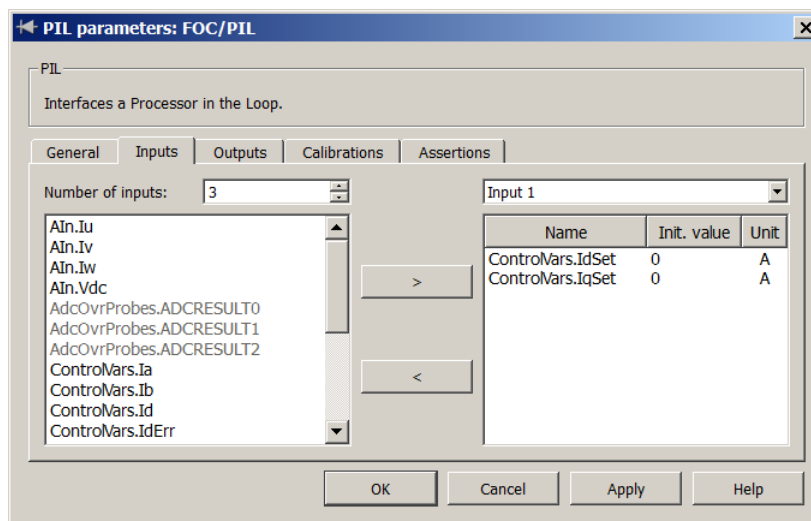 PIL parameters: FOC/PIL
PIL
Interfaces a Processor in the Loop.
General Inputs Outputs Calibrations Assertions
Number of inputs: 3
Input 1
AIn.Iu
AIn.Iv
AIn.Iw
AIn.Vdc
AdcOvrProbes.ADCRESULT0
AdcOvrProbes.ADCRESULT1
AdcOvrProbes.ADCRESULT2
ControlVars.Ia
ControlVars.Ib
ControlVars.Id
ControlVars.IdErr
>
<
Name Init. value Unit
ControlVars.IdSet 0 A
ControlVars.IqSet 0 A
OK Cancel Apply Help